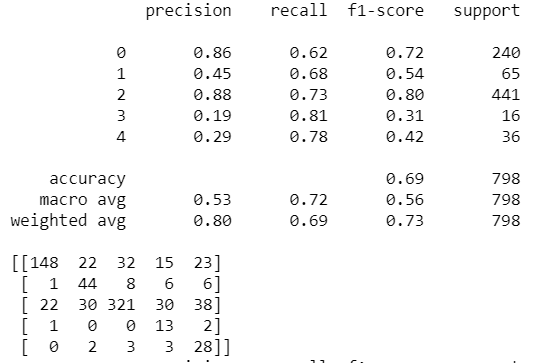 precision recall f1-score support
0 0.86 0.62 0.72 240
1 0.45 0.68 0.54 65
2 0.88 0.73 0.80 441
3 0.19 0.81 0.31 16
4 0.29 0.78 0.42 36
accuracy 0.69 798
macro avg 0.53 0.72 0.56 798
weighted avg 0.80 0.69 0.73 798
[[148 22 32 15 23]
[ 1 44 8 6 6]
[ 22 30 321 30 38]
[ 1 0 0 13 2]
[ 0 2 3 3 28]]